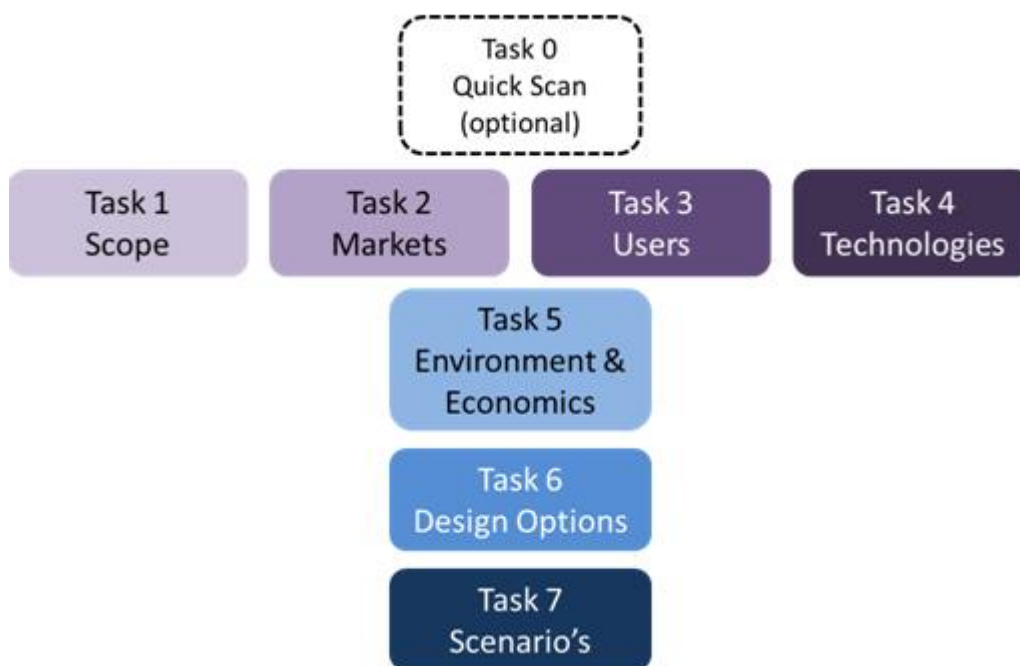 Task 0
Quick Scan
(optional)
Task 1
Scope
Task 2
Markets
Task 3
Users
Task 4
Technologies
Task 5
Environment &
Economics
Task 6
Design Options
Task 7
Scenario’s